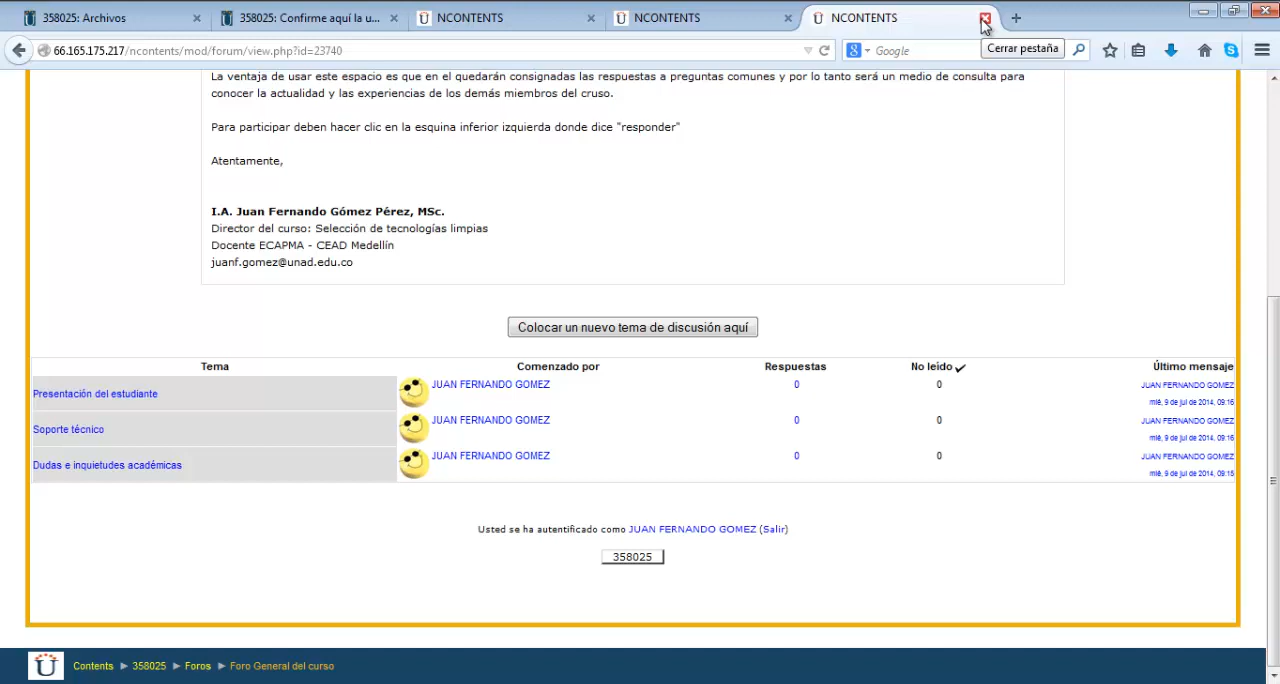 358025: Archivos
358025: Confirme aquí la u...
NCONTENTS
NCONTENTS
NCONTENTS
66.165.175.217/ncontents/mod/forum/view.php?id=23740
Google
Cerrar pestaña
La ventaja de usar este espacio es que en el quedarán consignadas las respuestas a preguntas comunes y por lo tanto será un medio de consulta para
conocer la actualidad y las experiencias de los demás miembros del cruso.
Para participar deben hacer clic en la esquina inferior izquierda donde dice "responder"
Atentamente,
I.A. Juan Fernando Gómez Pérez, MSc.
Director del curso: Selección de tecnologías limpias
Docente ECAPMA - CEAD Medellín
juanf.gomez@unad.edu.co
Colocar un nuevo tema de discusión aquí
Tema Comenzado por Respuestas No leído Último mensaje
Presentación del estudiante JUAN FERNANDO GOMEZ 0 0 JUAN FERNANDO GOMEZ
mié, 9 de jul de 2014, 09:16
Soporte técnico JUAN FERNANDO GOMEZ 0 0 JUAN FERNANDO GOMEZ
mié, 9 de jul de 2014, 09:16
Dudas e inquietudes académicas JUAN FERNANDO GOMEZ 0 0 JUAN FERNANDO GOMEZ
mié, 9 de jul de 2014, 09:15
Usted se ha autentificado como JUAN FERNANDO GOMEZ (Salir)
358025
Contents ► 358025 ► Foros ► Foro General del curso